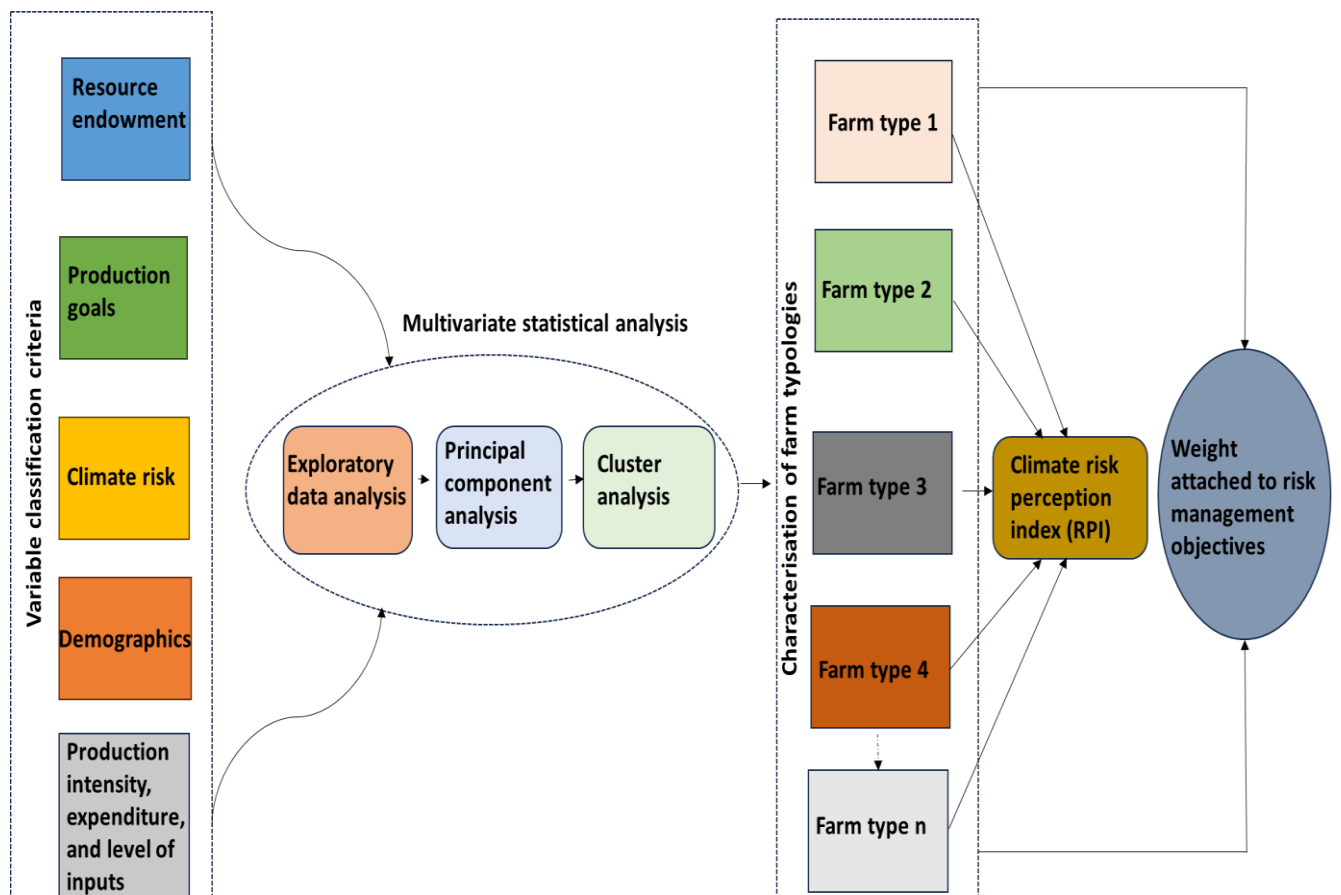 Variable classification criteria
Resource
endowment
Production
goals
Climate risk
Demographics
Production
intensity,
expenditure,
and level of
inputs
Multivariate statistical analysis
Exploratory
data analysis
Principal
component
analysis
Cluster
analysis
Characterisation of farm typologies
Farm type 1
Farm type 2
Farm type 3
Farm type 4
Farm type n
Climate risk
perception
index (RPI)
Weight
attached to risk
management
objectives